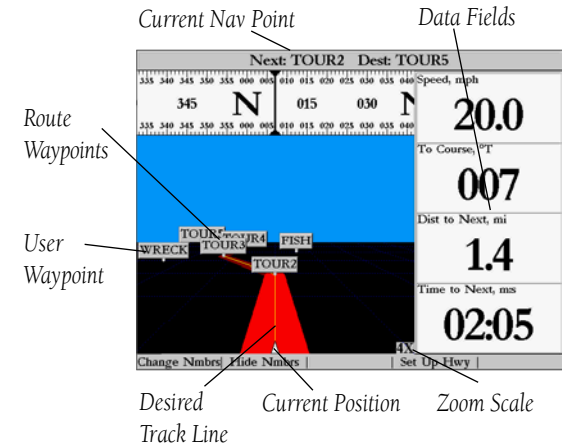 Current Nav Point
Data Fields
Next: TOUR2 Dest: TOUR5
335 340 345 350 355 000 005 010 015 020 025 030 035 040
Speed, mph
345 N 015 030 N
20.0
335 340 345 350 355 000 005 010 015 020 025 030 035 040
Route
Waypoints
To Course, °T
007
Dist to Next, mi
TOUR5
TOUR4
TOUR3
FISH
User
Waypoint
WRECK
TOUR2
1.4
Time to Next, m:s
02:05
4X
Change Nmbrs| Hide Nmbrs | | Set Up Hwy |
Desired
Track Line
Current Position
Zoom Scale